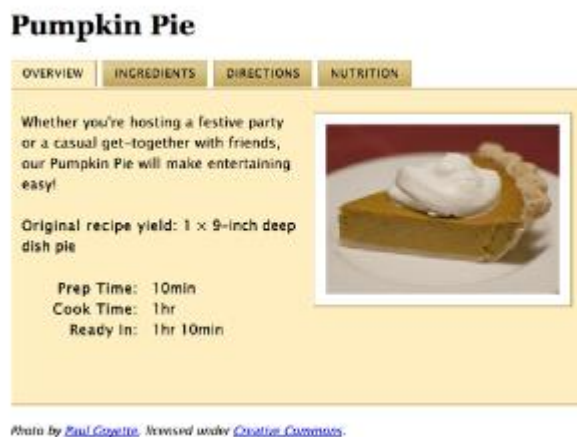 Pumpkin Pie
OVERVIEW INGREDIENTS DIRECTIONS NUTRITION
Whether you're hosting a festive party
or a casual get-together with friends,
our Pumpkin Pie will make entertaining
easy!
Original recipe yield: 1 × 9-inch deep
dish pie
Prep Time: 10min
Cook Time: 1hr
Ready In: 1hr 10min
Photo by Paul Goyette, licensed under Creative Commons.